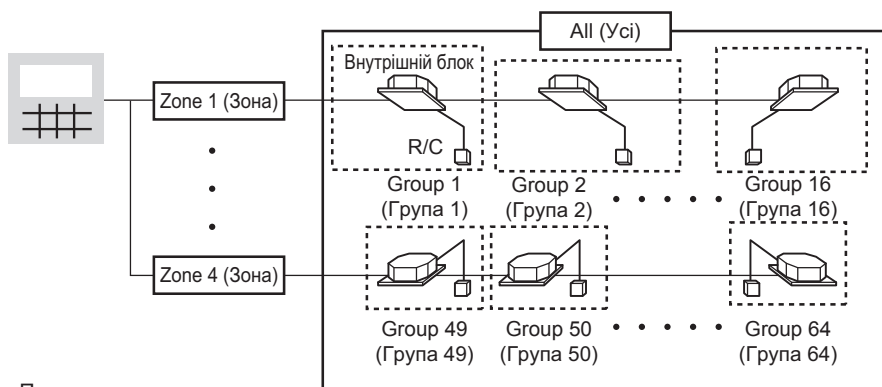 All (Усі)
Внутрішній блок
Zone 1 (Зона)
R/C
Group 1
(Група 1)
Group 2
(Група 2)
Group 16
(Група 16)
Zone 4 (Зона)
Group 49
(Група 49)
Group 50
(Група 50)
Group 64
(Група 64)